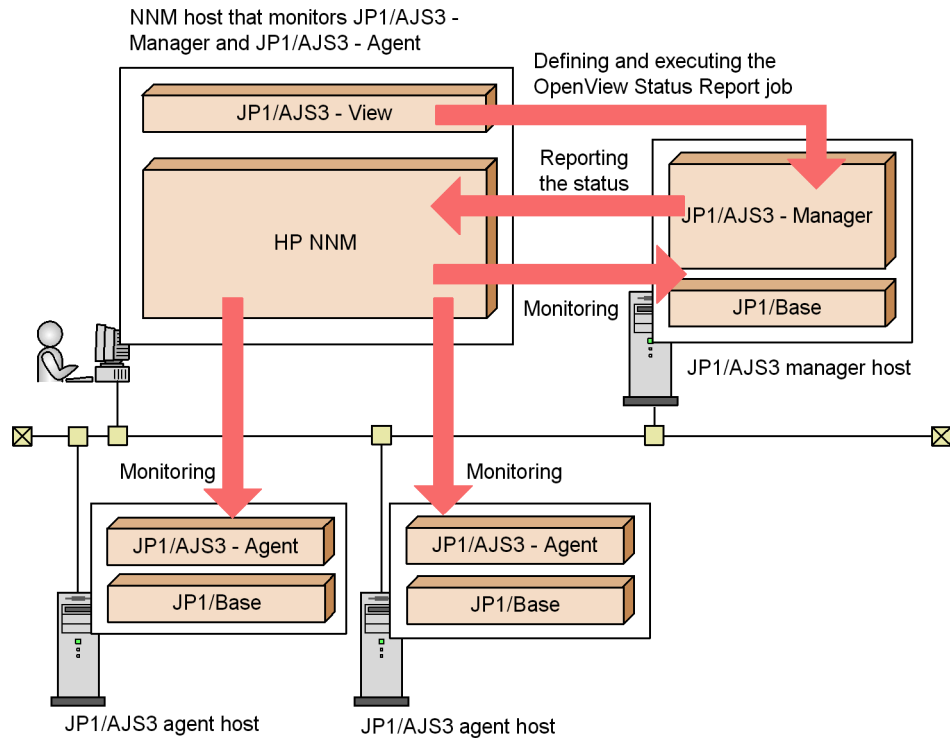 NNM host that monitors JP1/AJS3 -
Manager and JP1/AJS3 - Agent
Defining and executing the
OpenView Status Report job
JP1/AJS3 - View
Reporting
the status
JP1/AJS3 - Manager
HP NNM
Monitoring
JP1/Base
JP1/AJS3 manager host
Monitoring
Monitoring
JP1/AJS3 - Agent
JP1/AJS3 - Agent
JP1/Base
JP1/Base
JP1/AJS3 agent host
JP1/AJS3 agent host